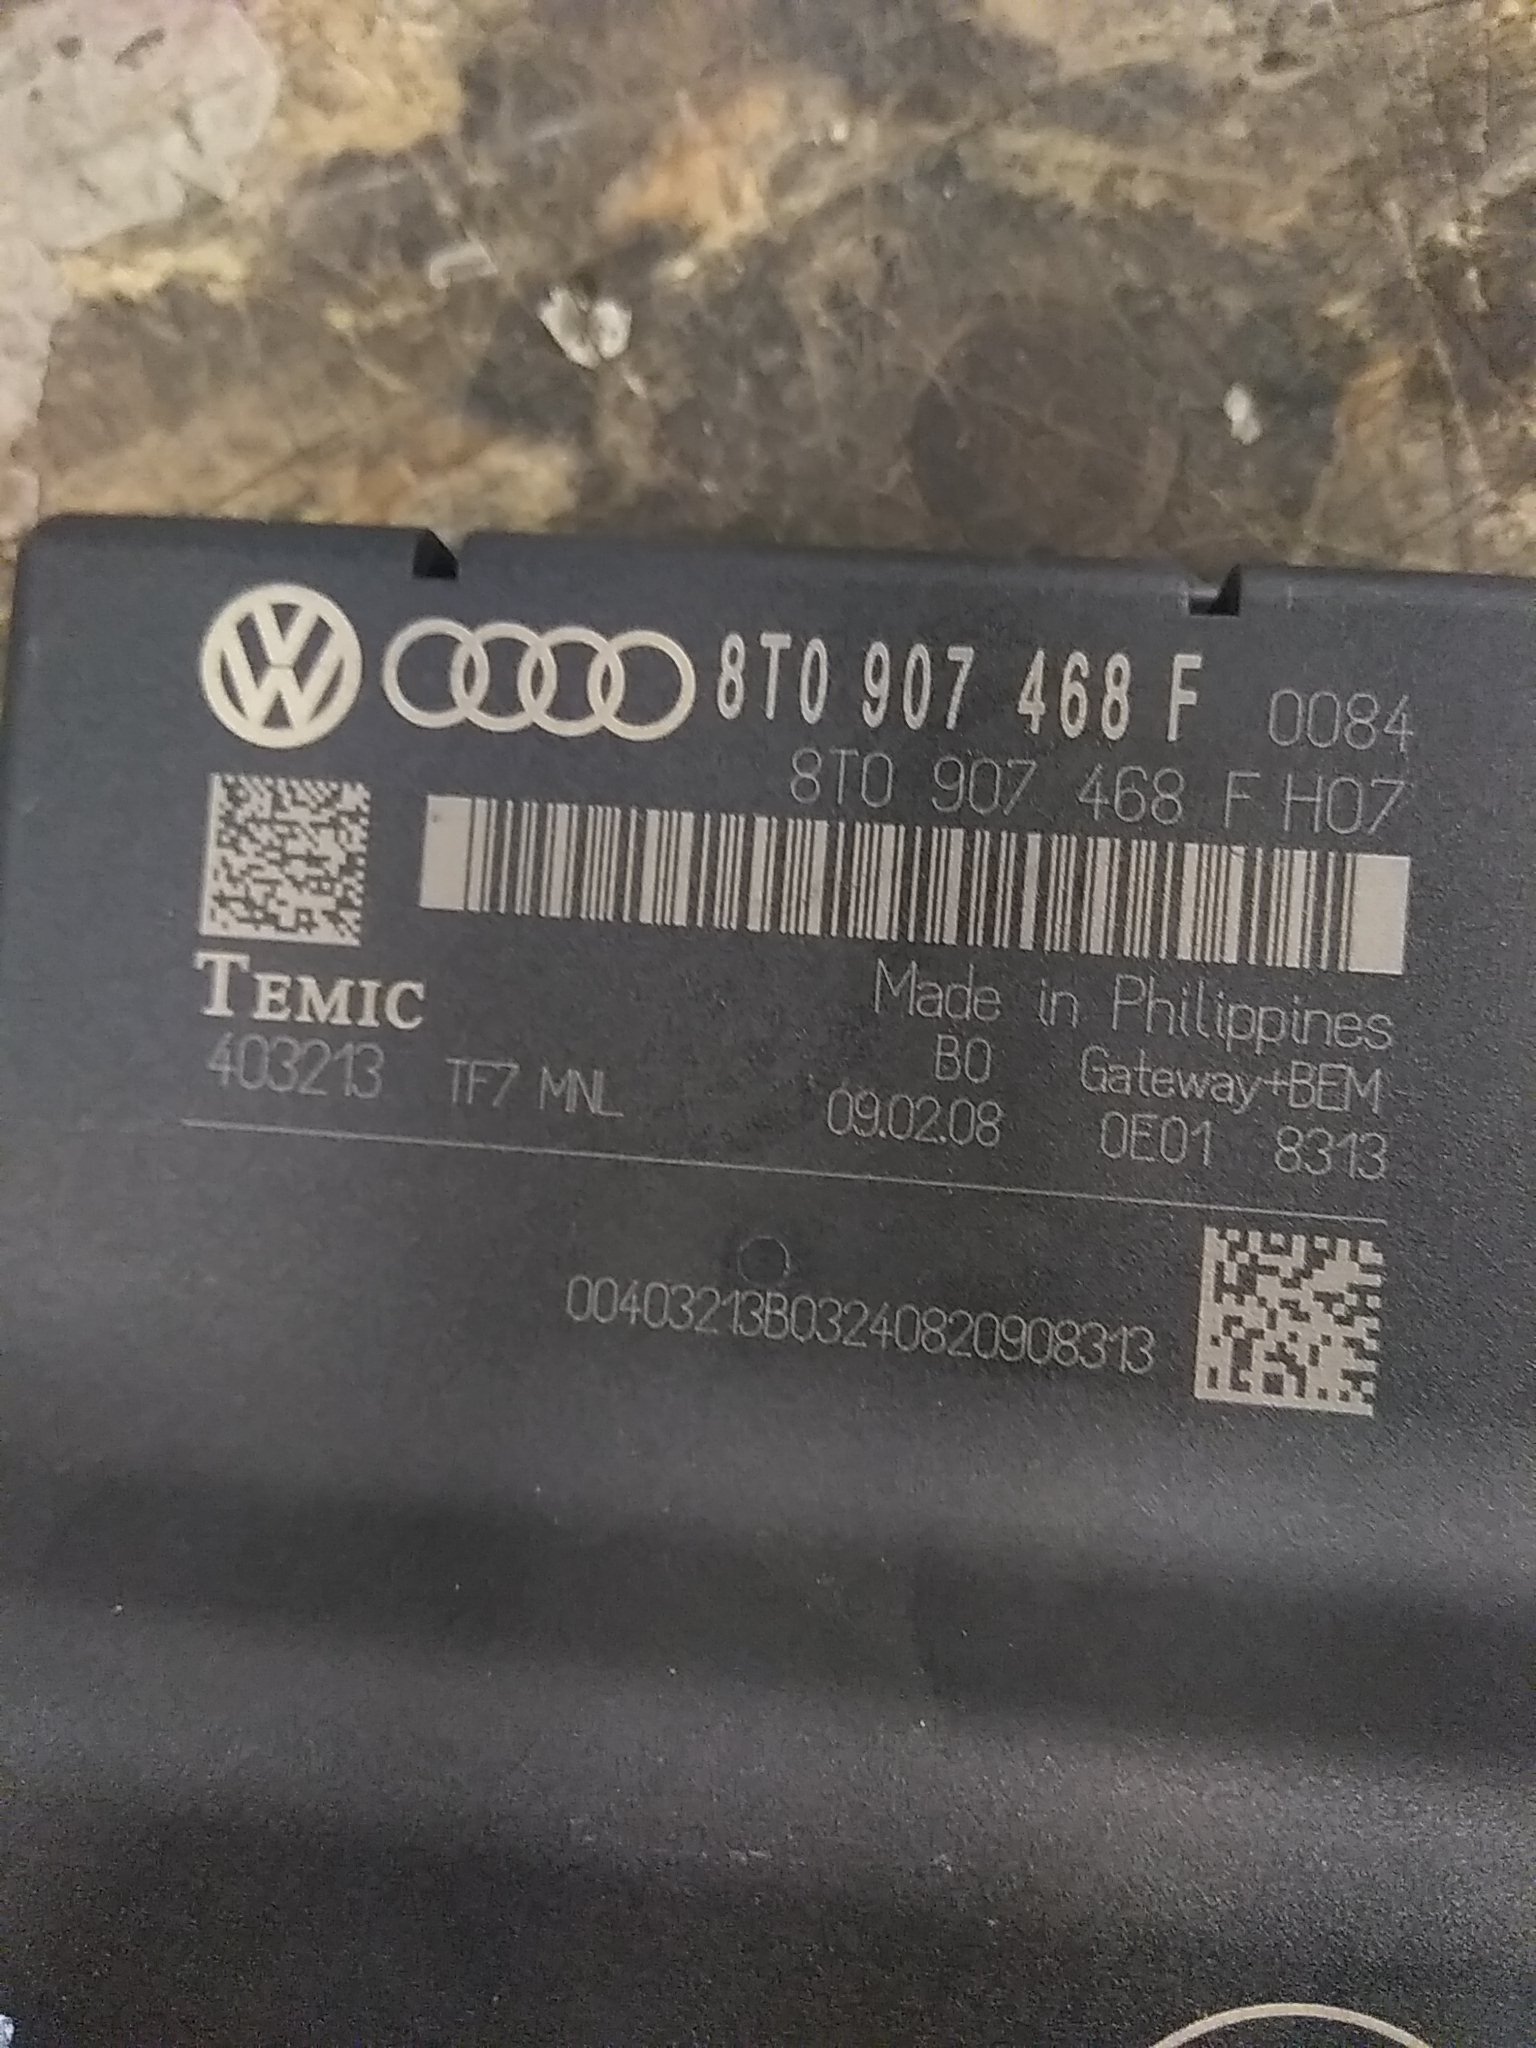 8T0 907 468 F 0084
8T0 907 468 F H07
TEMIC
Made in Philippines
403213 TF7 MNL B0 Gateway+BEM
09.02.08 0E01 8313
00403213B03240820908313